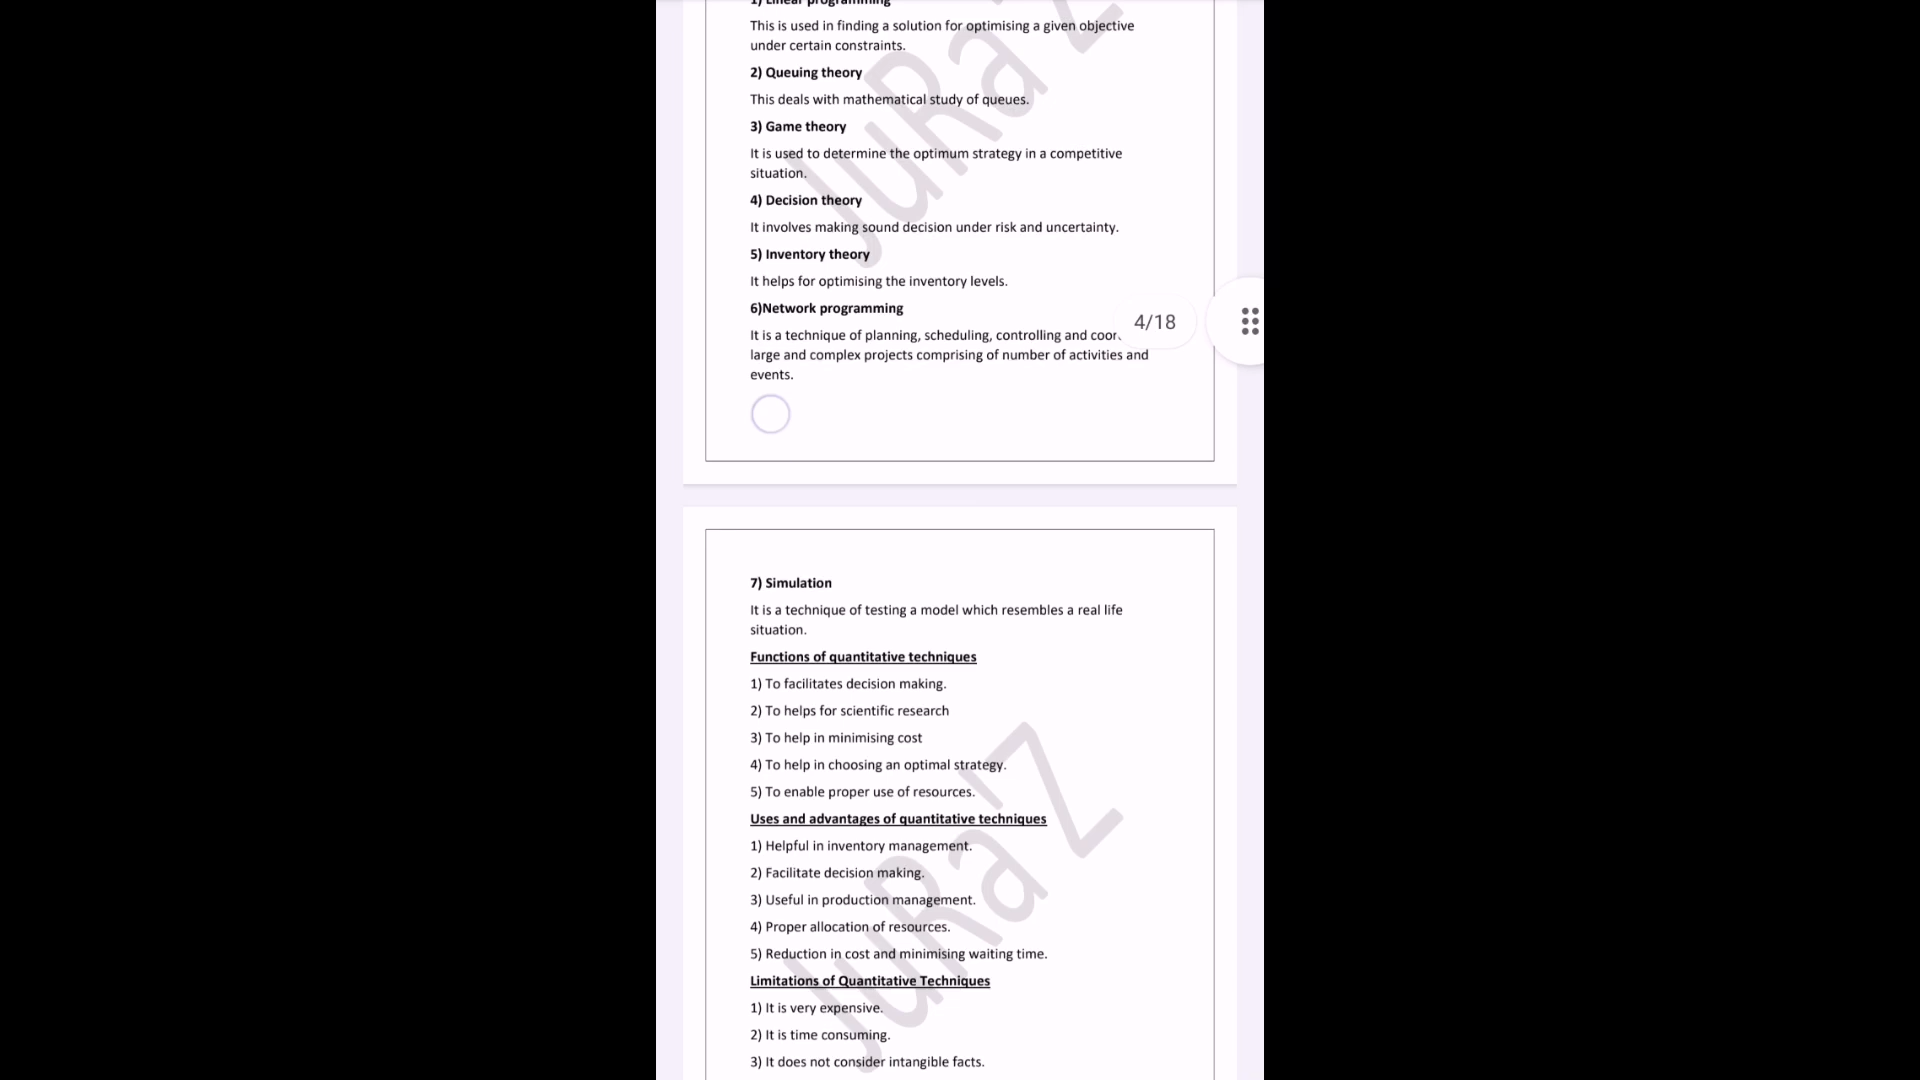 1) Linear programming
This is used in finding a solution for optimising a given objective
under certain constraints.
2) Queuing theory
This deals with mathematical study of queues.
3) Game theory
It is used to determine the optimum strategy in a competitive
situation.
4) Decision theory
It involves making sound decision under risk and uncertainty.
5) Inventory theory
It helps for optimising the inventory levels.
6)Network programming
4/18
It is a technique of planning, scheduling, controlling and
large and complex projects comprising of number of activities and
events.
JuRa'Z
7) Simulation
It is a technique of testing a model which resembles a real life
situation.
Functions of quantitative techniques
1) To facilitates decision making.
2) To helps for scientific research
3) To help in minimising cost
4) To help in choosing an optimal strategy.
5) To enable proper use of resources.
Uses and advantages of quantitative techniques
1) Helpful in inventory management.
2) Facilitate decision making.
3) Useful in production management.
4) Proper allocation of resources.
5) Reduction in cost and minimising waiting time.
Limitations of Quantitative Techniques
1) It is very expensive.
2) It is time consuming.
3) It does not consider intangible facts.
JuRa'Z